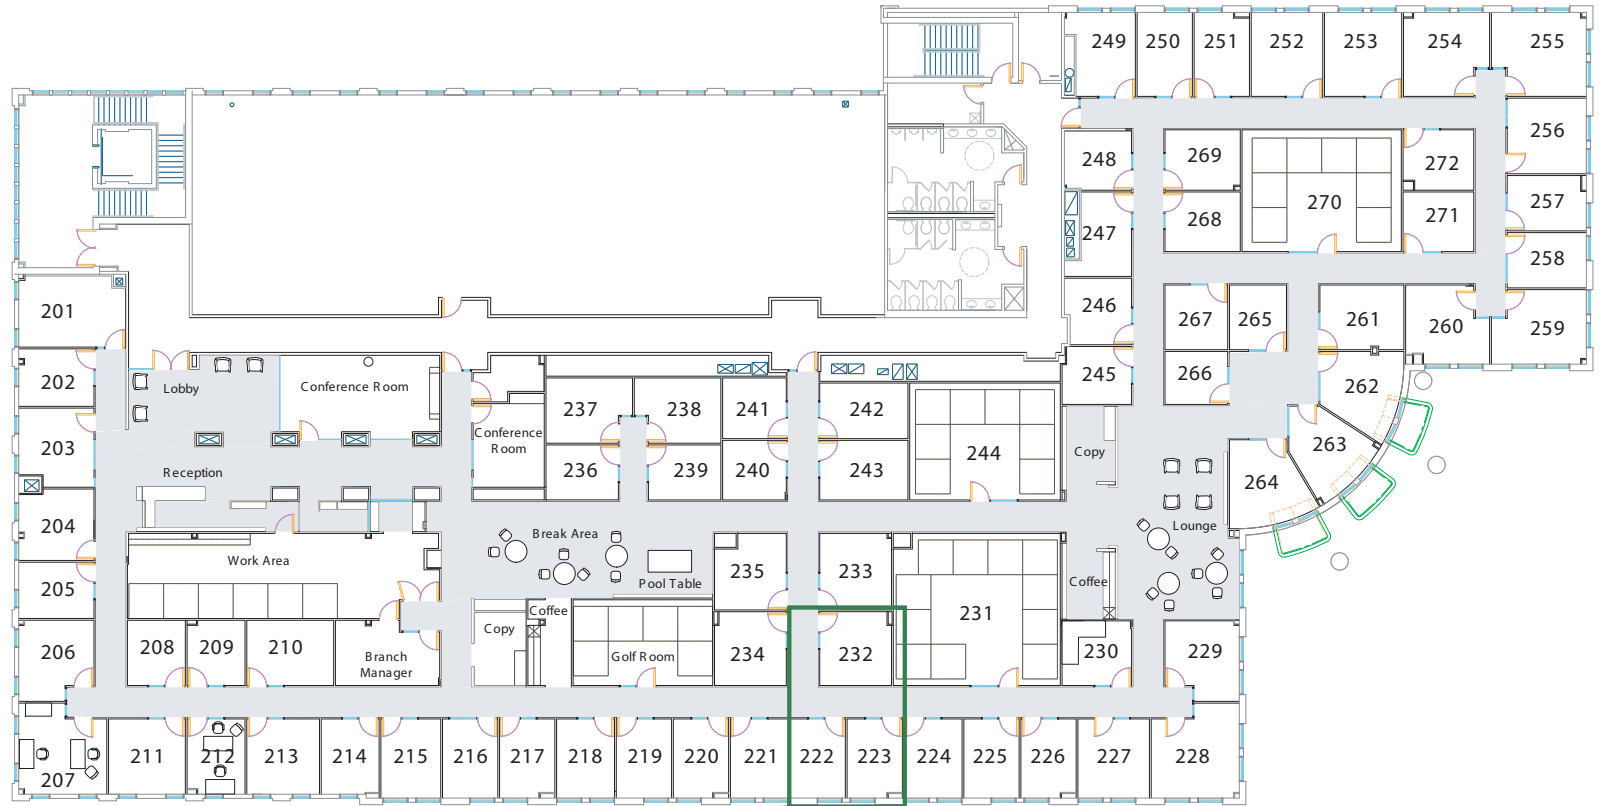 249 250 251 252 253 254 255
256
248 269 272
270
257
271
268
247
258
201
246
267 265 261 260 259
202
Lobby
Conference Room
245
266
262
237 238 241 242
203
Conference
Room
263
Copy
244
Reception
236 239 240 243
264
204
Lounge
Break Area
Work Area
235 233
Pool Table
205
Coffee
Coffee
231
Copy
206 208 209 210
Branch
Manager
Golf Room
234 232
230 229
211 212 213 214 215 216 217 218 219 220 221 222 223 224 225 226 227 228
207